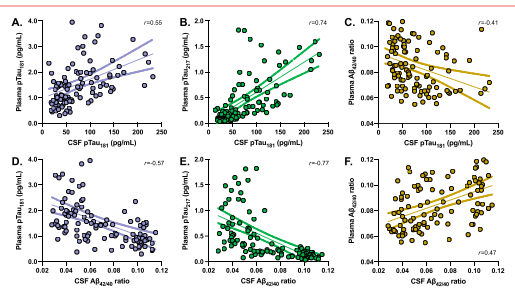 A. r=0.55
Plasma pTau181 (pg/mL)
4.0
3.0
2.0
1.0
0.0
0 50 100 150 200 250
CSF pTau181 (pg/mL)
B. r=0.74
Plasma pTau217 (pg/mL)
2.0
1.5
1.0
0.5
0.0
0 50 100 150 200 250
CSF pTau181 (pg/mL)
C. r=-0.41
Plasma Aβ42/40 ratio
0.12
0.10
0.08
0.06
0.04
0 50 100 150 200 250
CSF pTau181 (pg/mL)
D. r=-0.57
Plasma pTau181 (pg/mL)
4.0
3.0
2.0
1.0
0.0
0.02 0.04 0.06 0.08 0.10 0.12
CSF Aβ42/40 ratio
E. r=-0.77
Plasma pTau217 (pg/mL)
2.0
1.5
1.0
0.5
0.0
0.02 0.04 0.06 0.08 0.10 0.12
CSF Aβ42/40 ratio
F.
Plasma Aβ42/40 ratio
0.12
0.10
0.08
0.06
0.04
r=0.47
0.02 0.04 0.06 0.08 0.10 0.12
CSF Aβ42/40 ratio